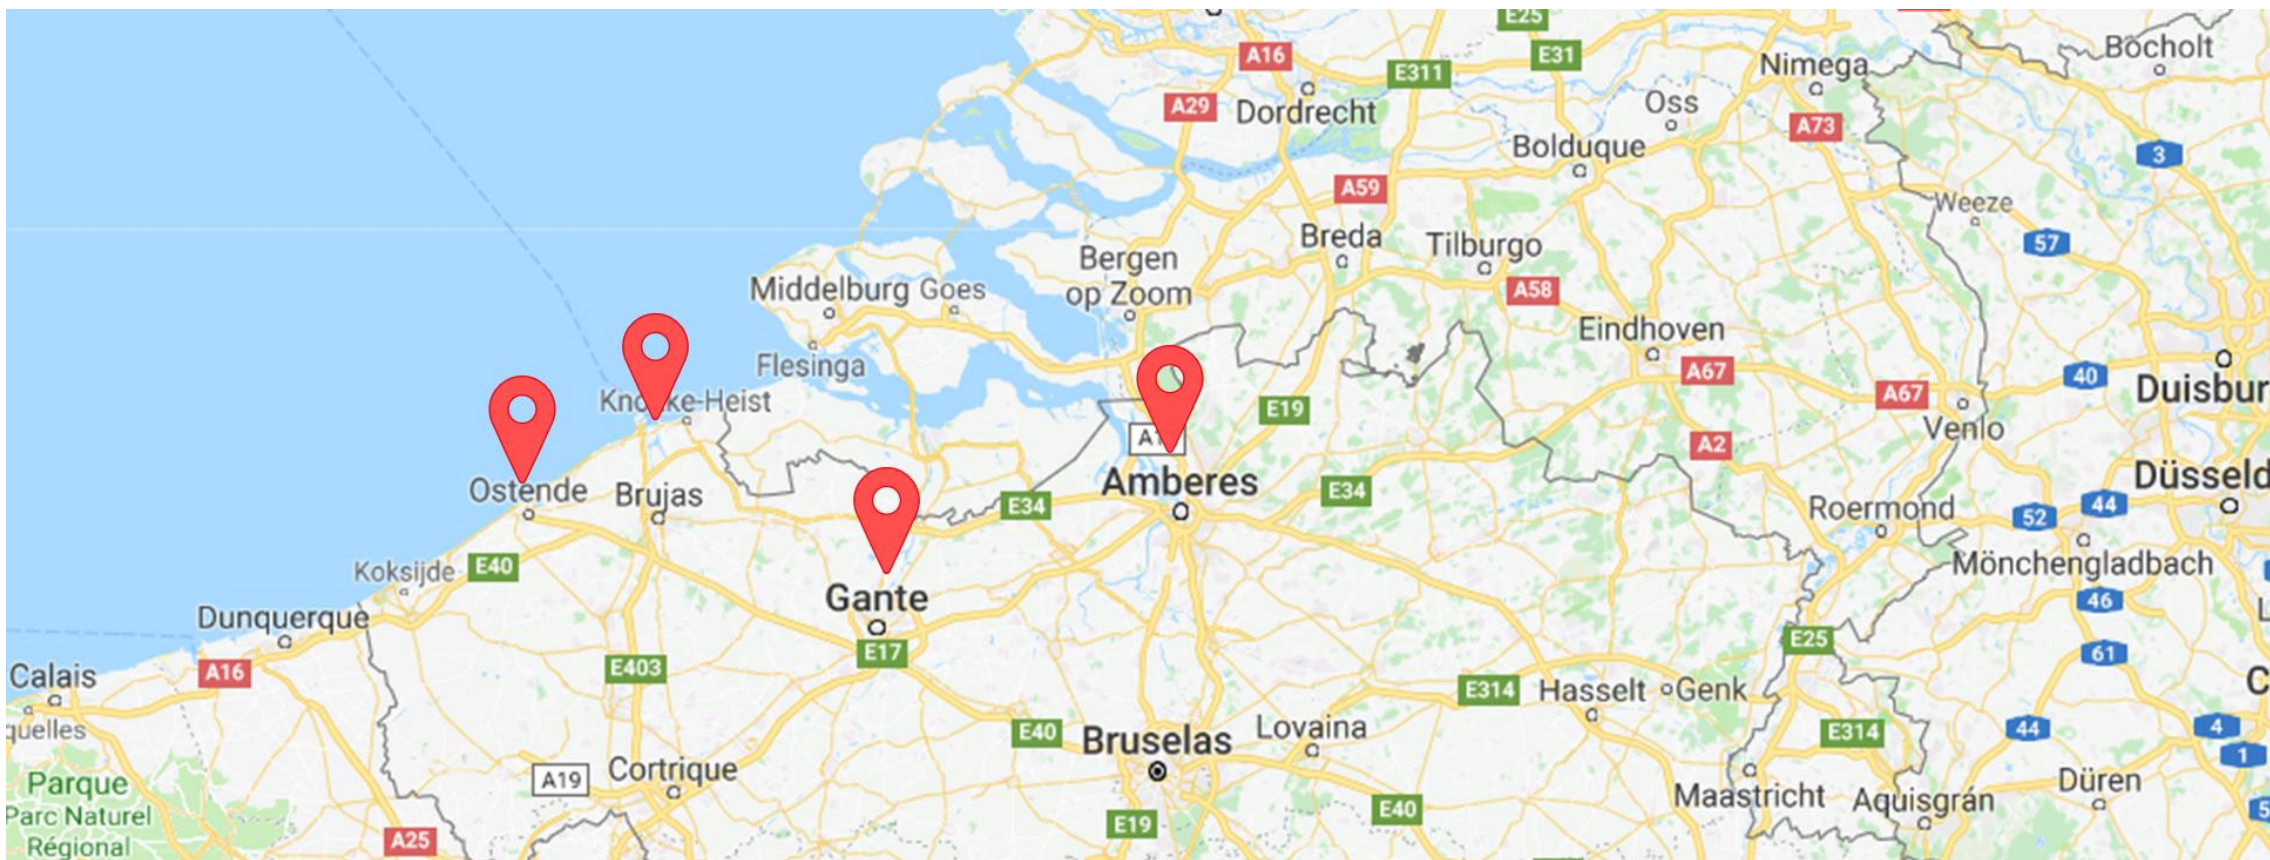 E25
Bocholt
A16
E31
E311
Nimega
A29
Dordrecht
Oss
A73
Bolduque
3
A59
Weeze
Breda
Tilburgo
57
Bergen
op Zoom
Middelburg
Goes
A58
Eindhoven
Flesinga
A67
40
Duisbur
A67
Knokke-Heist
E19
Venlo
A2
Düsseld
Ostende
Brujas
E34
Amberes
E34
Roermond
52
44
Koksijde
E40
Mönchengladbach
Dunquerque
Gante
46
E17
E25
61
Calais
A16
E403
E314
Hasselt
Genk
quelles
E40
Bruselas
Lovaina
E314
44
4
1
Parque
Parc Naturel
Régional
A19
Cortrique
Maastricht
Aquisgrán
Düren
A25
E19
E40
5
C
L